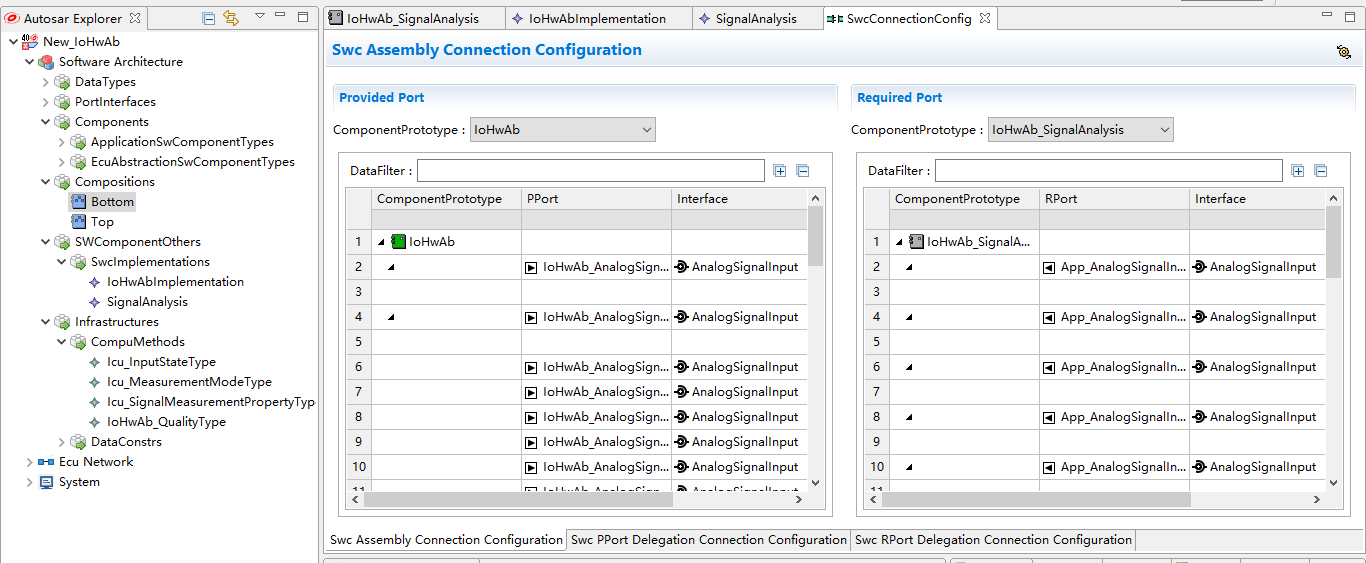 Autosar Explorer
New_IoHwAb
Software Architecture
DataTypes
PortInterfaces
Components
ApplicationSwComponentTypes
EcuAbstractionSwComponentTypes
Compositions
Bottom
Top
SWComponentOthers
SwcImplementations
IoHwAbImplementation
SignalAnalysis
Infrastructures
CompuMethods
Icu_InputStateType
Icu_MeasurementModeType
Icu_SignalMeasurementPropertyType
IoHwAb_QualityType
DataConstrs
Ecu Network
System
IoHwAb_SignalAnalysis IoHwAbImplementation SignalAnalysis SwcConnectionConfig
Swc Assembly Connection Configuration
Provided Port
ComponentPrototype : IoHwAb
DataFilter :
ComponentPrototype PPort Interface
1 IoHwAb
2 IoHwAb_AnalogSign... AnalogSignalInput
3
4 IoHwAb_AnalogSign... AnalogSignalInput
5
6 IoHwAb_AnalogSign... AnalogSignalInput
7 IoHwAb_AnalogSign... AnalogSignalInput
8 IoHwAb_AnalogSign... AnalogSignalInput
9 IoHwAb_AnalogSign... AnalogSignalInput
10 IoHwAb_AnalogSign... AnalogSignalInput
11 IoHwAb_AnalogSign... AnalogSignalInput
Required Port
ComponentPrototype : IoHwAb_SignalAnalysis
DataFilter :
ComponentPrototype RPort Interface
1 IoHwAb_SignalA...
2 App_AnalogSignalIn... AnalogSignalInput
3
4 App_AnalogSignalIn... AnalogSignalInput
5
6 App_AnalogSignalIn... AnalogSignalInput
7
8 App_AnalogSignalIn... AnalogSignalInput
9
10 App_AnalogSignalIn... AnalogSignalInput
11
Swc Assembly Connection Configuration Swc PPort Delegation Connection Configuration Swc RPort Delegation Connection Configuration